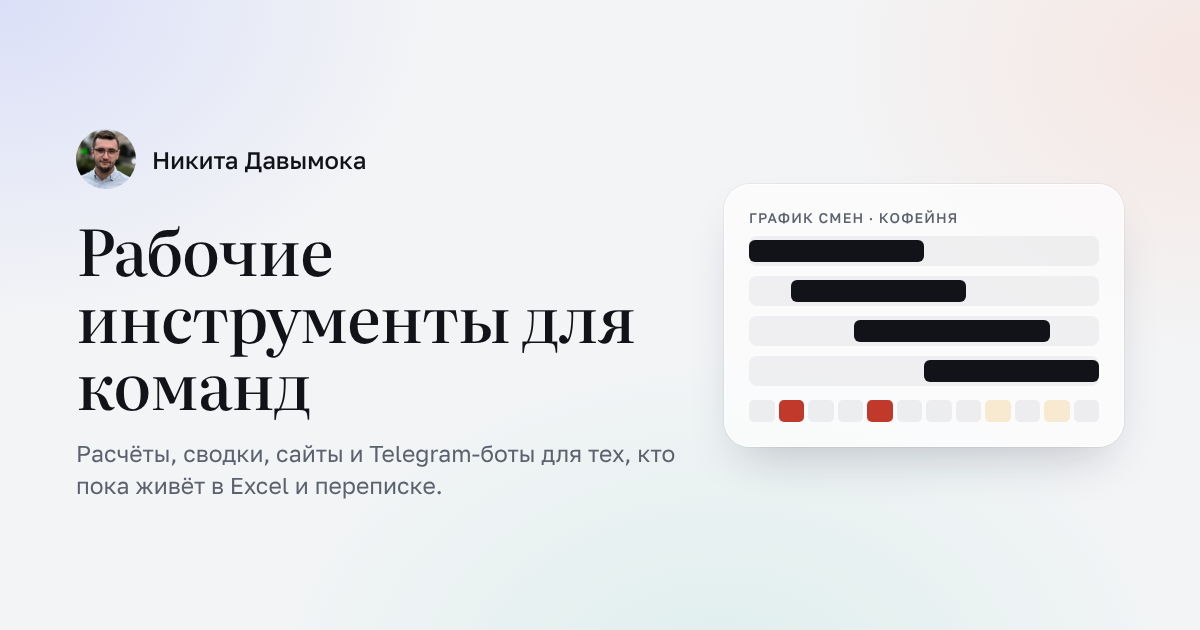 Никита Давымока
Рабочие
инструменты для
команд
Расчёты, сводки, сайты и Telegram-боты для тех, кто
пока живёт в Excel и переписке.
ГРАФИК СМЕН · КОФЕЙНЯ